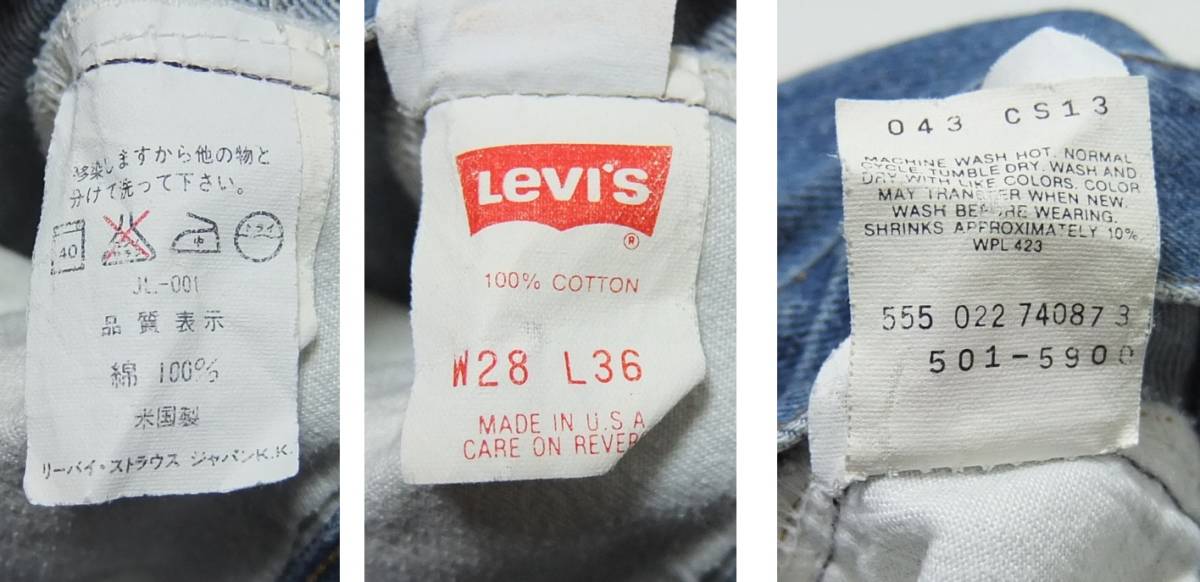 移染しますから他の物と
分けて洗って下さい。
40 中 ドライ
JL-001
品質表示
綿 100%
米国製
リーバイ・ストラウス ジャパンK.K.
Levi's
®
100% COTTON
W28 L36
MADE IN U.S.A
CARE ON REVER
043 CS13
MACHINE WASH HOT. NORMAL
CYCLE. TUMBLE DRY. WASH AND
DRY WITH LIKE COLORS. COLOR
MAY TRANSFER WHEN NEW.
WASH BEFORE WEARING.
SHRINKS APPROXIMATELY 10%
WPL 423
555 022 74087 3
501-5900